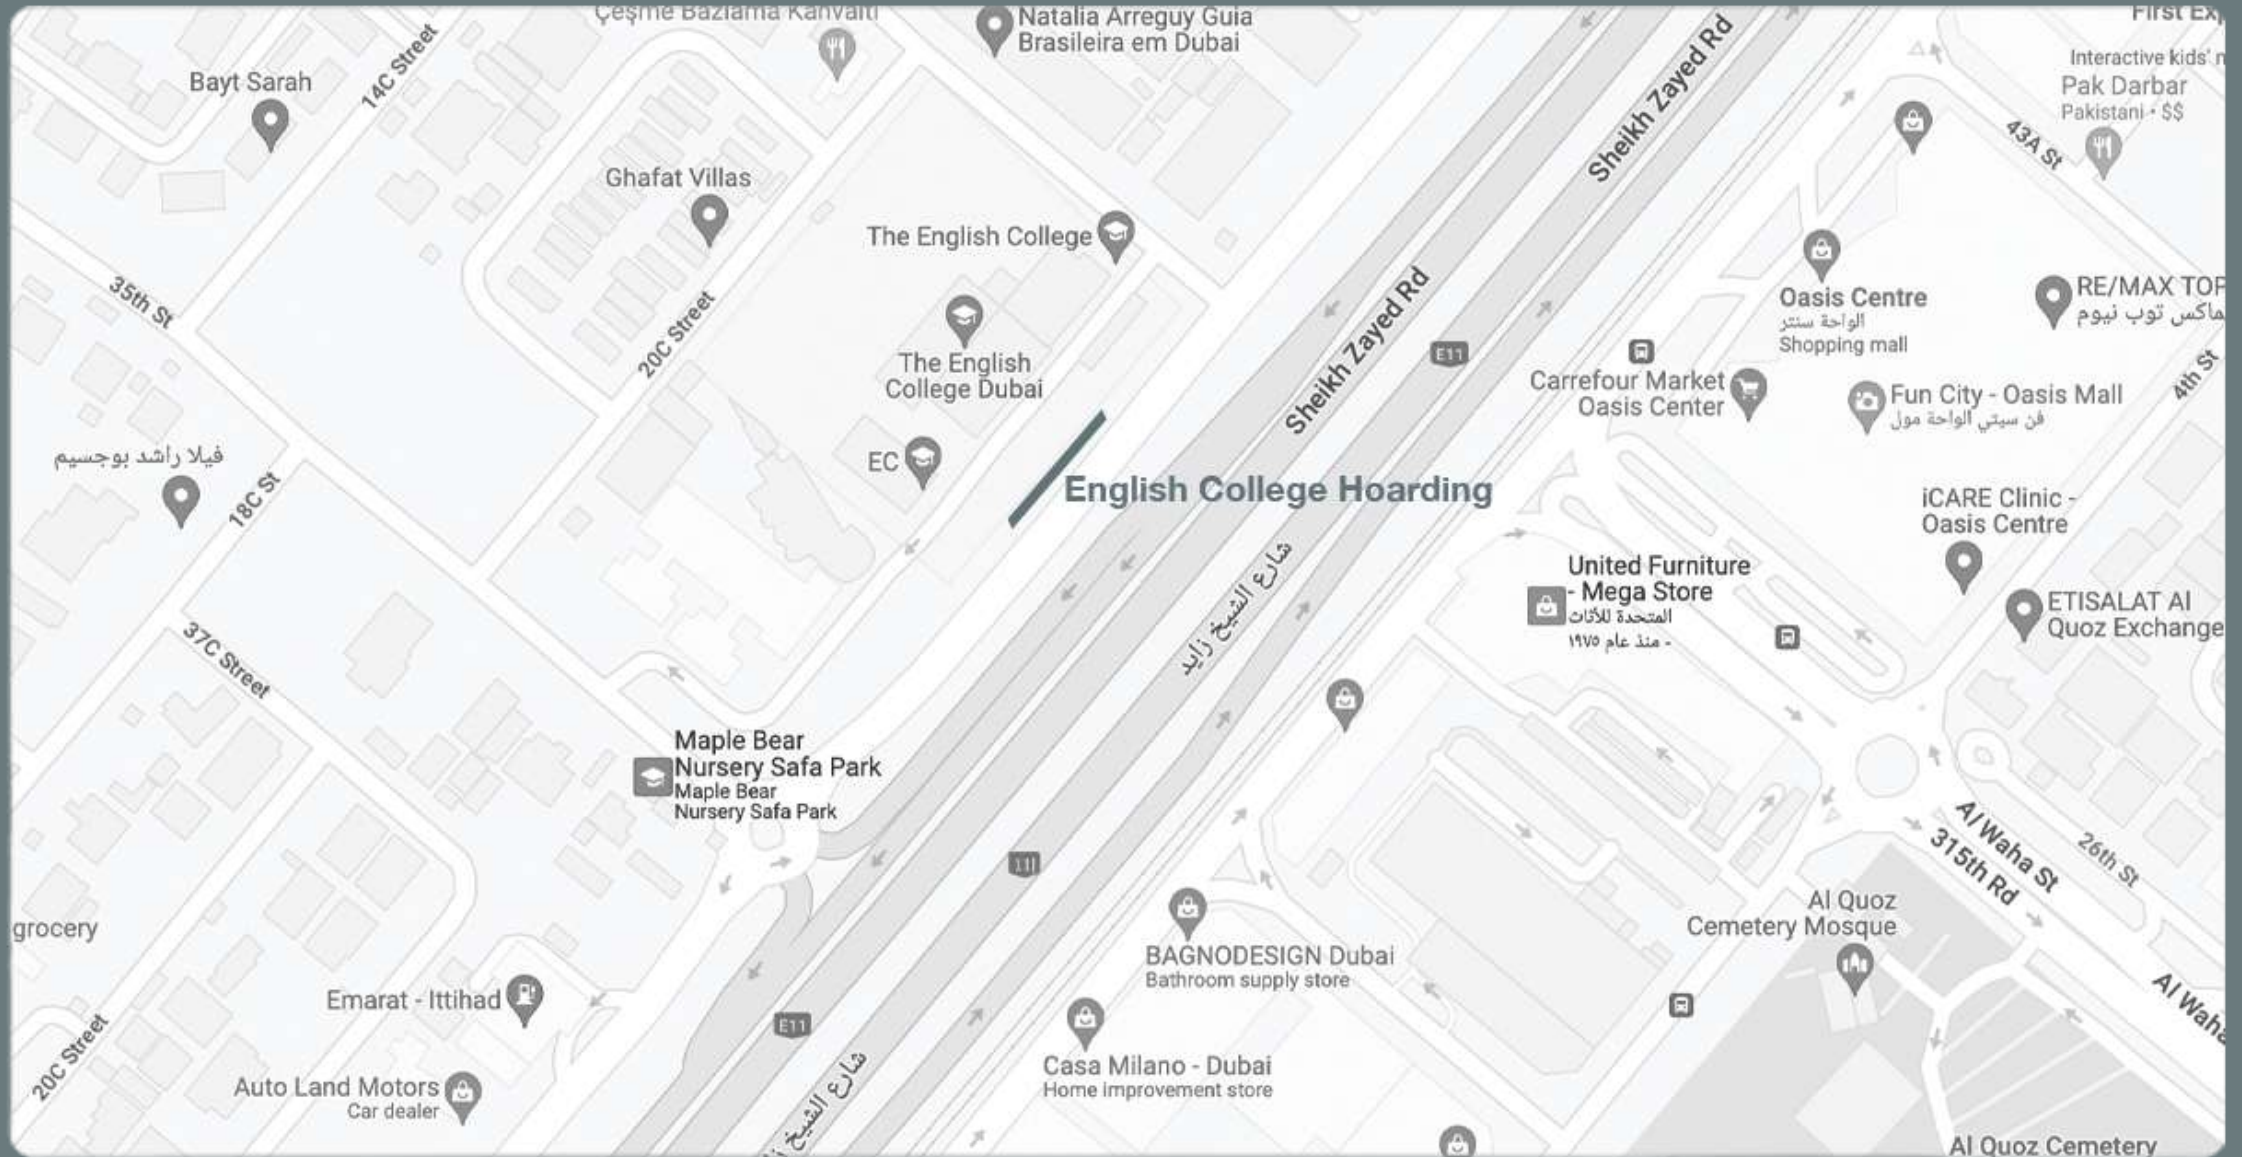 Çeşme Bazlama Kahvaltı
Natalia Arreguy Guia
Brasileira em Dubai
Sheikh Zayed Rd
First Ex
Interactive kids'
Pak Darbar
Pakistani · $$
43A St
Bayt Sarah
14C Street
Ghafat Villas
The English College
35th St
20C Street
The English
College Dubai
EC
Sheikh Zayed Rd
E11
Oasis Centre
الواحة سنتر
Shopping mall
RE/MAX TOP
ماكس توب نيوم
4th St
Carrefour Market
Oasis Center
Fun City - Oasis Mall
فن سيتي الواحة مول
فيلا راشد بوجسيم
18C St
English College Hoarding
iCARE Clinic -
Oasis Centre
شارع الشيخ زايد
United Furniture
- Mega Store
المتحدة للأثاث
- منذ عام ١٩٧٥
ETISALAT Al
Quoz Exchange
37C Street
Maple Bear
Nursery Safa Park
Maple Bear
Nursery Safa Park
Al Waha St
315th Rd
26th St
Al Quoz
Cemetery Mosque
grocery
BAGNODESIGN Dubai
Bathroom supply store
Emarat - Ittihad
E11
Al Waha
20C Street
Casa Milano - Dubai
Home improvement store
Auto Land Motors
Car dealer
شارع الشيخ
Al Quoz Cemetery